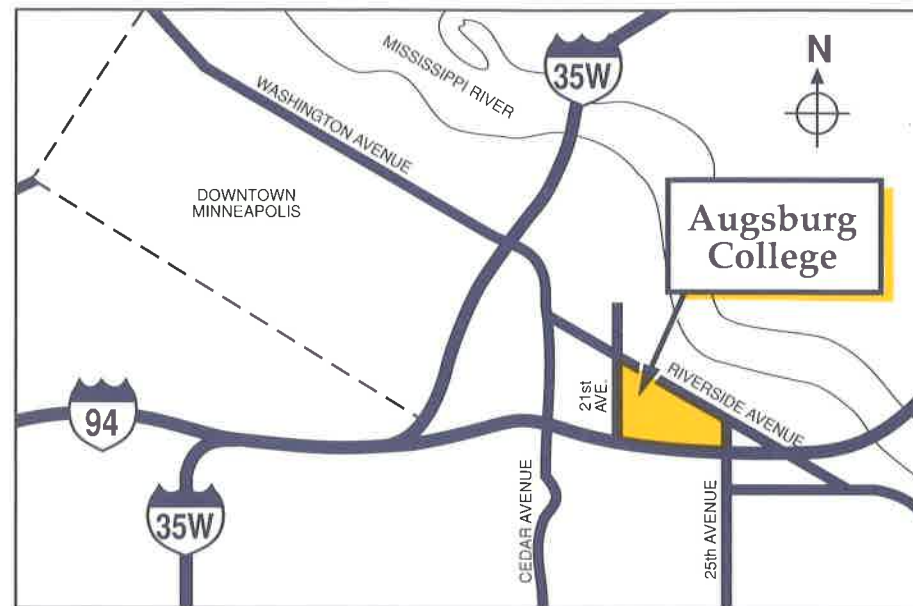 MISSISSIPPI RIVER
35W
N
WASHINGTON AVENUE
DOWNTOWN
MINNEAPOLIS
Augsburg
College
21st
AVE.
RIVERSIDE AVENUE
94
35W
CEDAR AVENUE
25th AVENUE